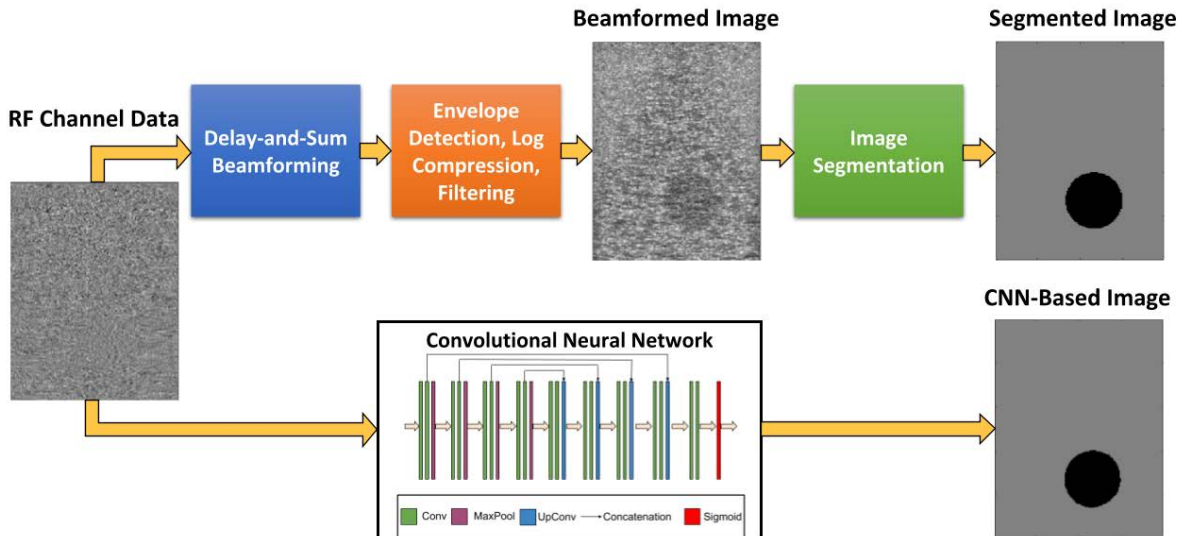 Beamformed Image
Segmented Image
RF Channel Data
Delay-and-Sum
Beamforming
Envelope
Detection, Log
Compression,
Filtering
Image
Segmentation
CNN-Based Image
Convolutional Neural Network
Conv MaxPool UpConv Concatenation Sigmoid